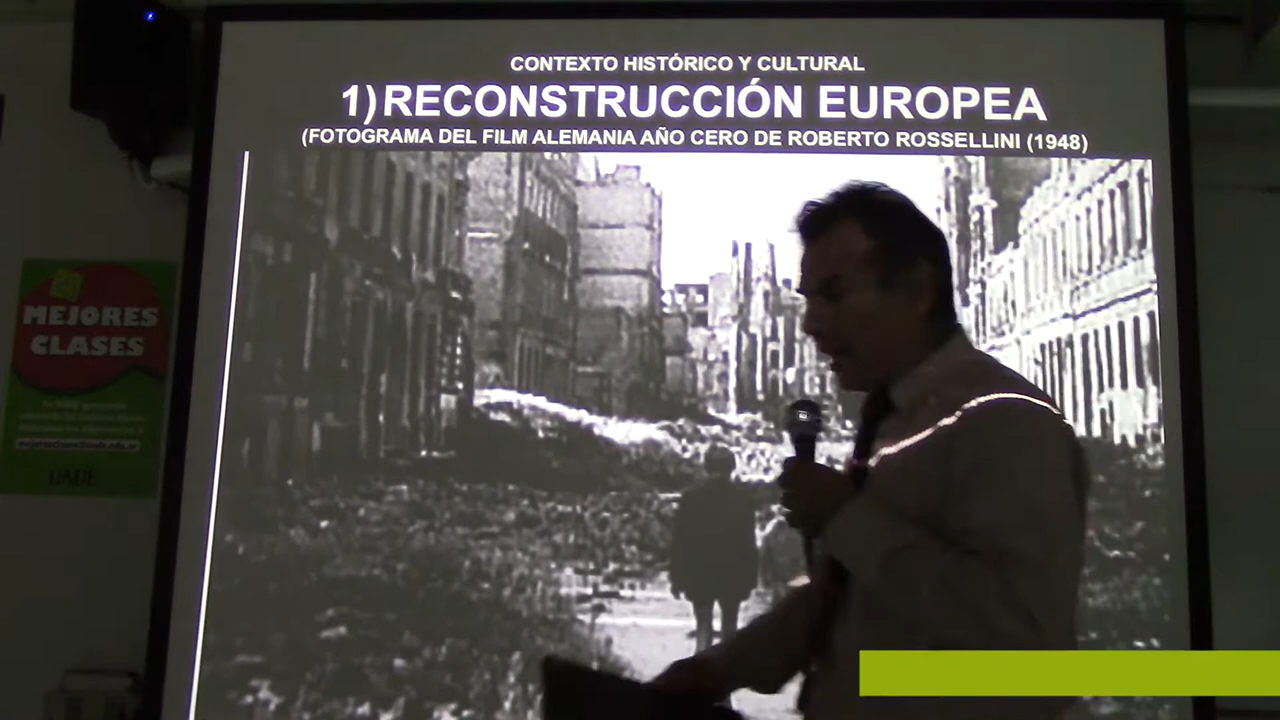 CONTEXTO HISTÓRICO Y CULTURAL
1)RECONSTRUCCIÓN EUROPEA
(FOTOGRAMA DEL FILM ALEMANIA AÑO CERO DE ROBERTO ROSSELLINI (1948)
MEJORES
CLASES
UADE